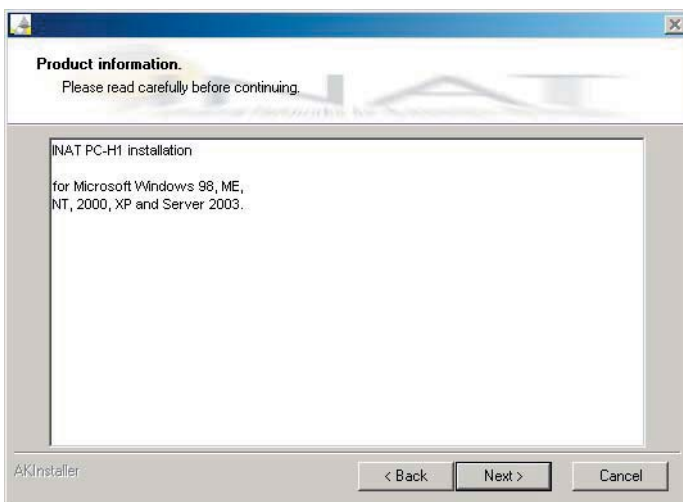 Product information.
Please read carefully before continuing.
INAT
INAT PC-H1 installation
for Microsoft Windows 98, ME,
NT, 2000, XP and Server 2003.
AKInstaller
< Back
Next >
Cancel